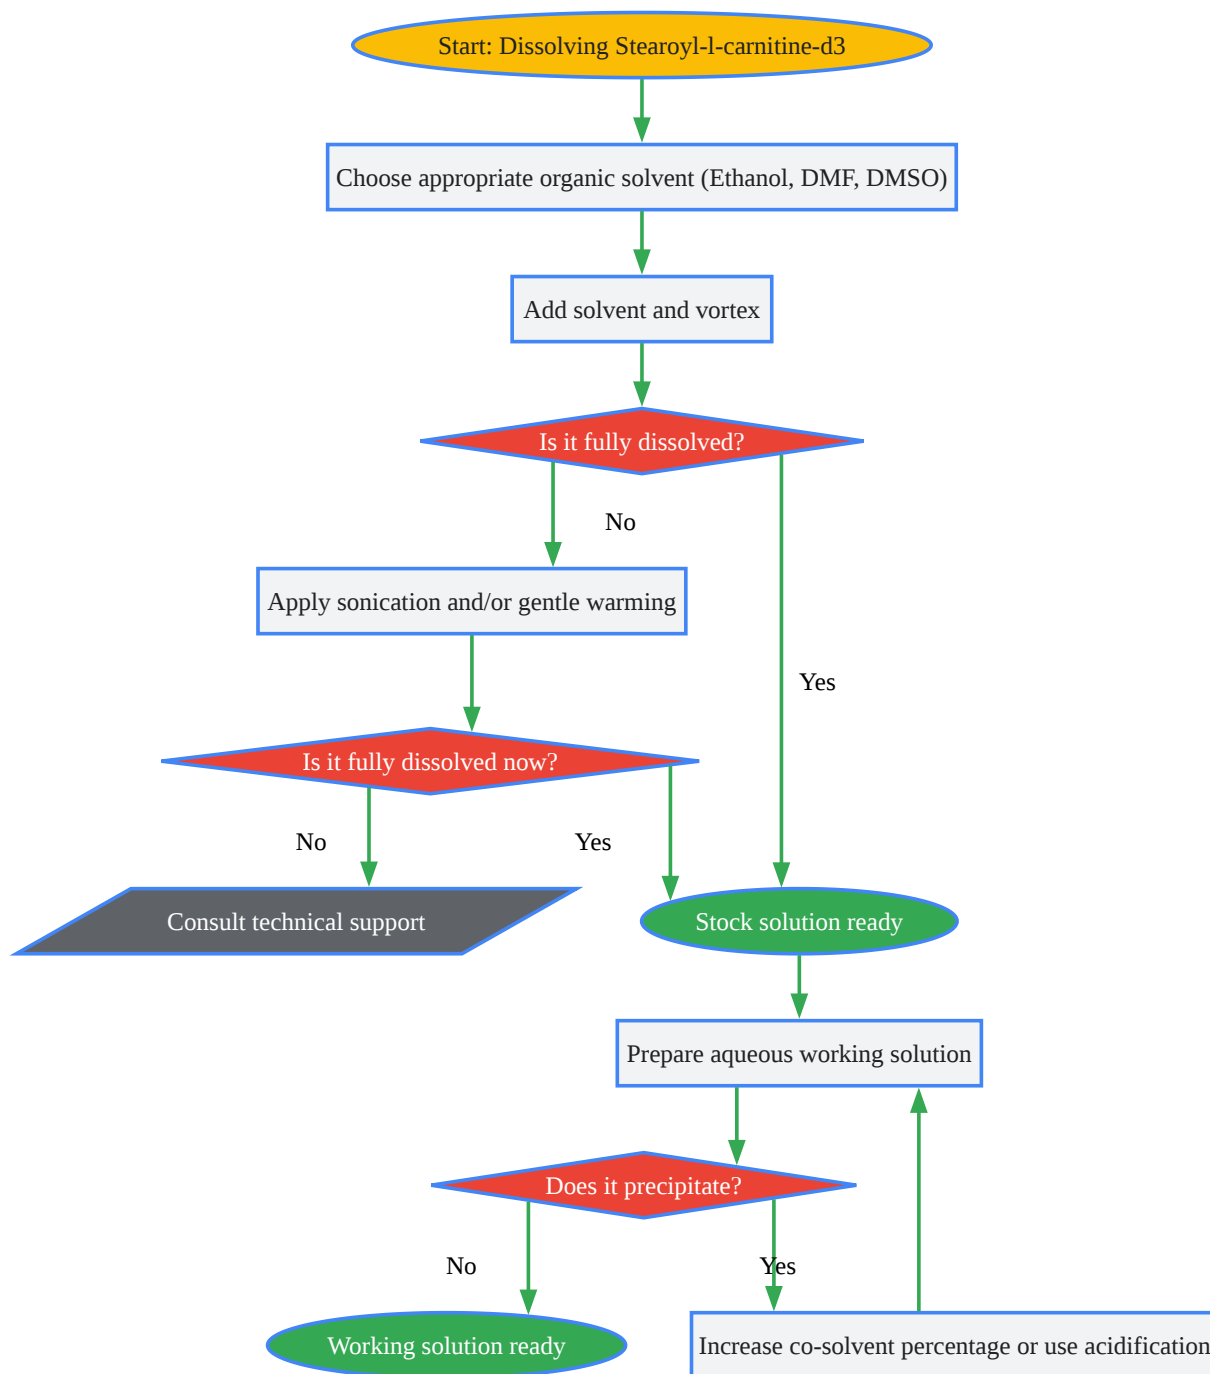 Start: Dissolving Stearoyl-l-carnitine-d3
Choose appropriate organic solvent (Ethanol, DMF, DMSO)
Add solvent and vortex
Is it fully dissolved?
No
Apply sonication and/or gentle warming
Yes
Is it fully dissolved now?
No
Yes
Consult technical support
Stock solution ready
Prepare aqueous working solution
Does it precipitate?
No
Yes
Working solution ready
Increase co-solvent percentage or use acidification